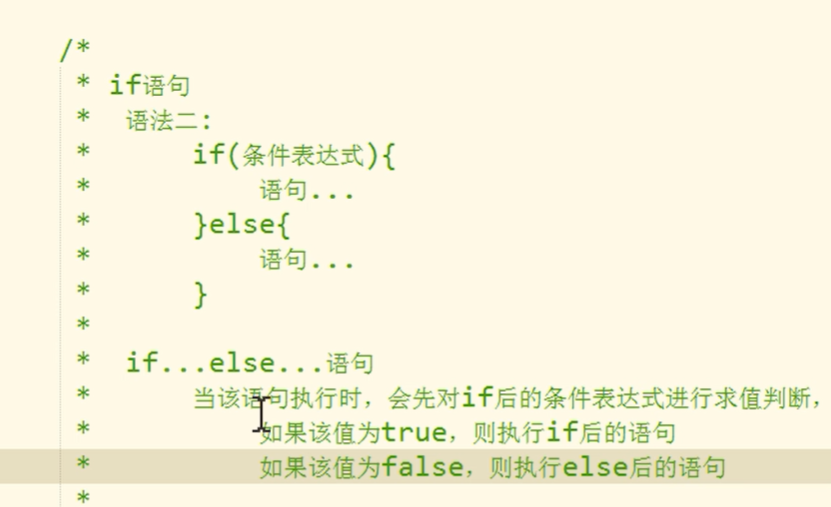 /*
* if语句
* 语法二:
* if(条件表达式){
* 语句...
* }else{
* 语句...
* }
*
* if...else...语句
* 当该语句执行时，会先对if后的条件表达式进行求值判断，
* 如果该值为true，则执行if后的语句
* 如果该值为false，则执行else后的语句
*